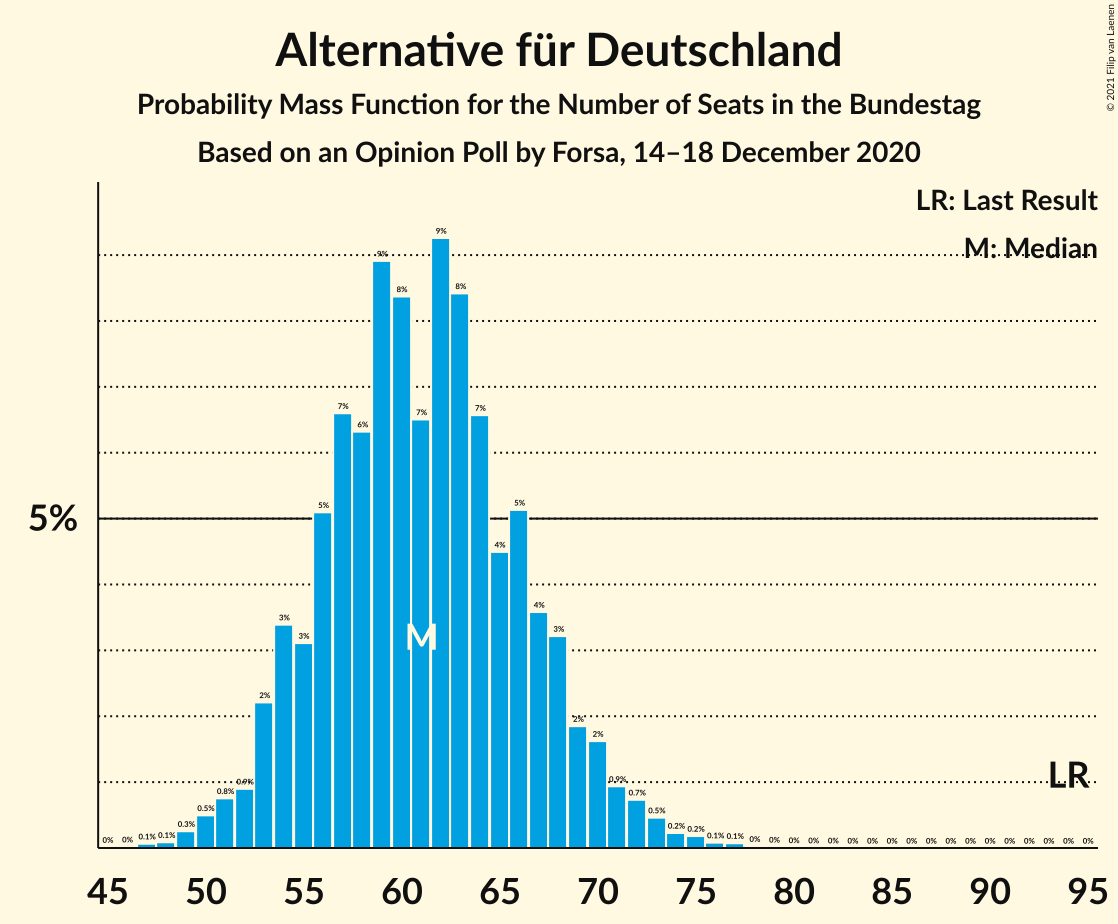 Alternative für Deutschland
Probability Mass Function for the Number of Seats in the Bundestag
Based on an Opinion Poll by Forsa, 14–18 December 2020
© 2021 Filip van Laenen
LR: Last Result
M: Median
5%
0% 0% 0.1% 0.1% 0.3% 0.5% 0.8% 0.9% 2% 3% 3% 5% 7% 6% 9% 8% 7% 9% 8% 7% 4% 5% 4% 3% 2% 2% 0.9% 0.7% 0.5% 0.2% 0.2% 0.1% 0.1% 0% 0% 0% 0% 0% 0% 0% 0% 0% 0% 0% 0% 0% 0% 0% 0% 0% 0%
M
LR
45 50 55 60 65 70 75 80 85 90 95